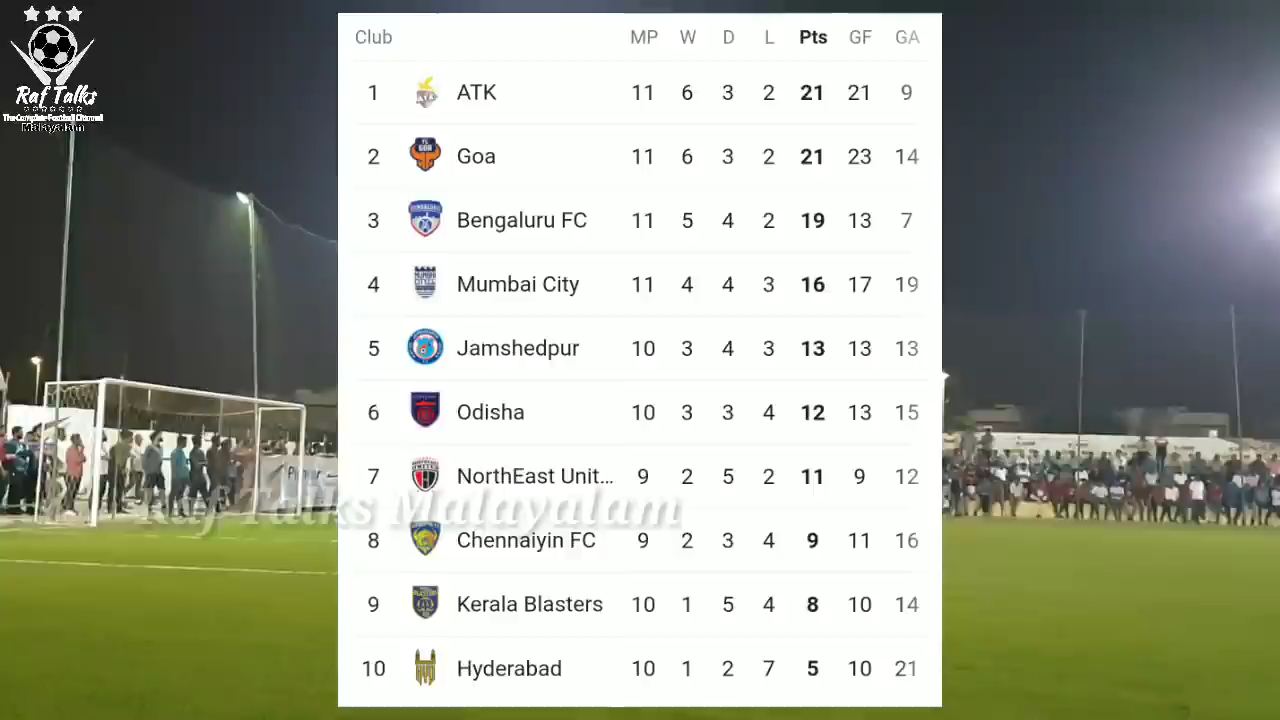 Raf Talks
The Complete Football Channel
Malayalam
Club MP W D L Pts GF GA
1 ATK 11 6 3 2 21 21 9
2 Goa 11 6 3 2 21 23 14
3 Bengaluru FC 11 5 4 2 19 13 7
4 Mumbai City 11 4 4 3 16 17 19
5 Jamshedpur 10 3 4 3 13 13 13
6 Odisha 10 3 3 4 12 13 15
7 NorthEast Unit... 9 2 5 2 11 9 12
Raf Talks Malayalam
8 Chennaiyin FC 9 2 3 4 9 11 16
9 Kerala Blasters 10 1 5 4 8 10 14
10 Hyderabad 10 1 2 7 5 10 21